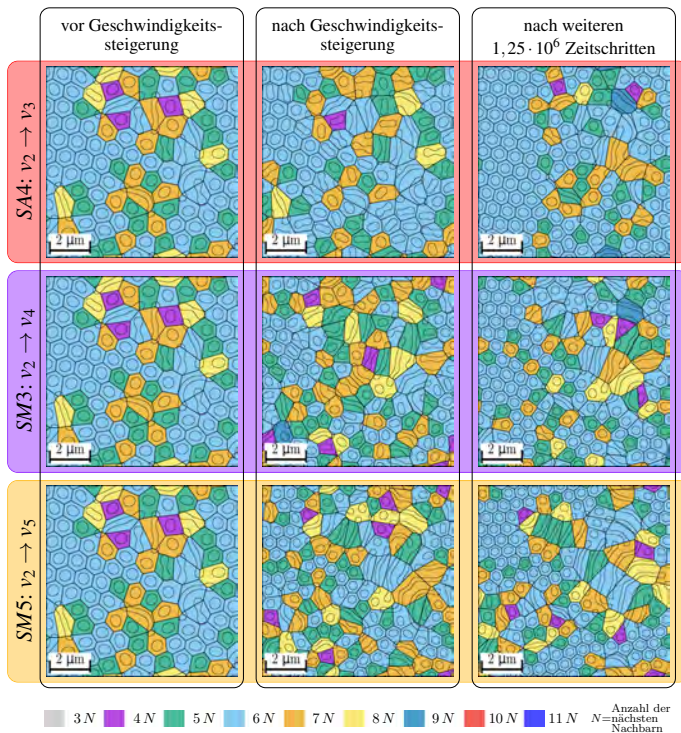 vor Geschwindigkeits-
steigerung
nach Geschwindigkeits-
steigerung
nach weiteren
1,25 · 10⁶ Zeitschritten
SA4: v₂ → v₃
2 µm
2 µm
2 µm
SM3: v₂ → v₄
2 µm
2 µm
2 µm
SM5: v₂ → v₅
2 µm
2 µm
2 µm
3 N 4 N 5 N 6 N 7 N 8 N 9 N 10 N 11 N
N=
Anzahl der
nächsten
Nachbarn